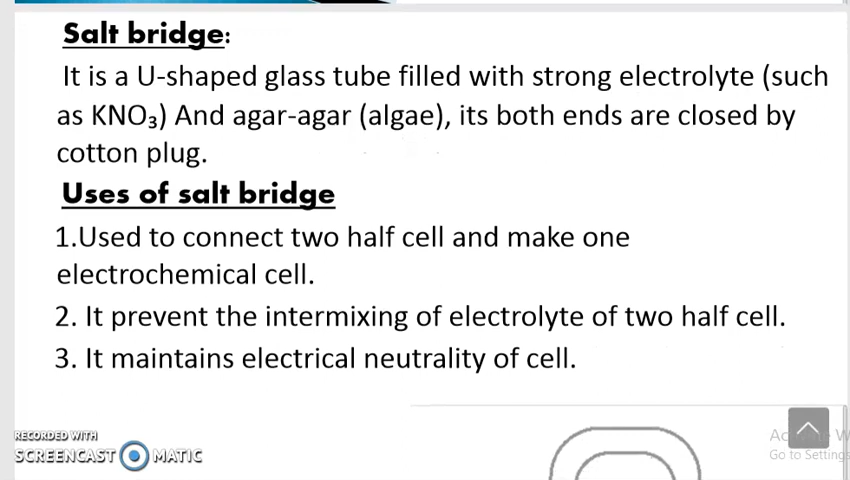 Salt bridge:
It is a U-shaped glass tube filled with strong electrolyte (such
as KNO₃) And agar-agar (algae), its both ends are closed by
cotton plug.
Uses of salt bridge
1.Used to connect two half cell and make one
electrochemical cell.
2. It prevent the intermixing of electrolyte of two half cell.
3. It maintains electrical neutrality of cell.
RECORDED WITH
SCREENCAST MATIC
Go to Settings